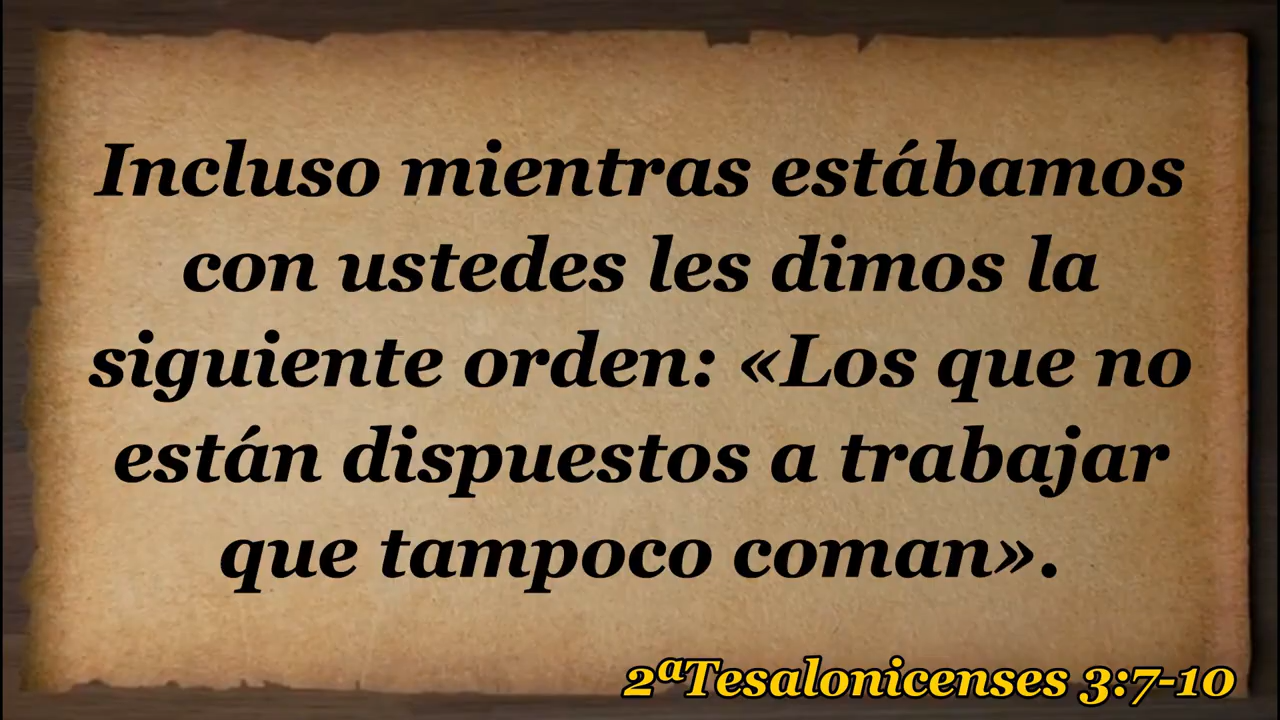 Incluso mientras estábamos
con ustedes les dimos la
siguiente orden: «Los que no
están dispuestos a trabajar
que tampoco coman».
2ªTesalonicenses 3:7-10